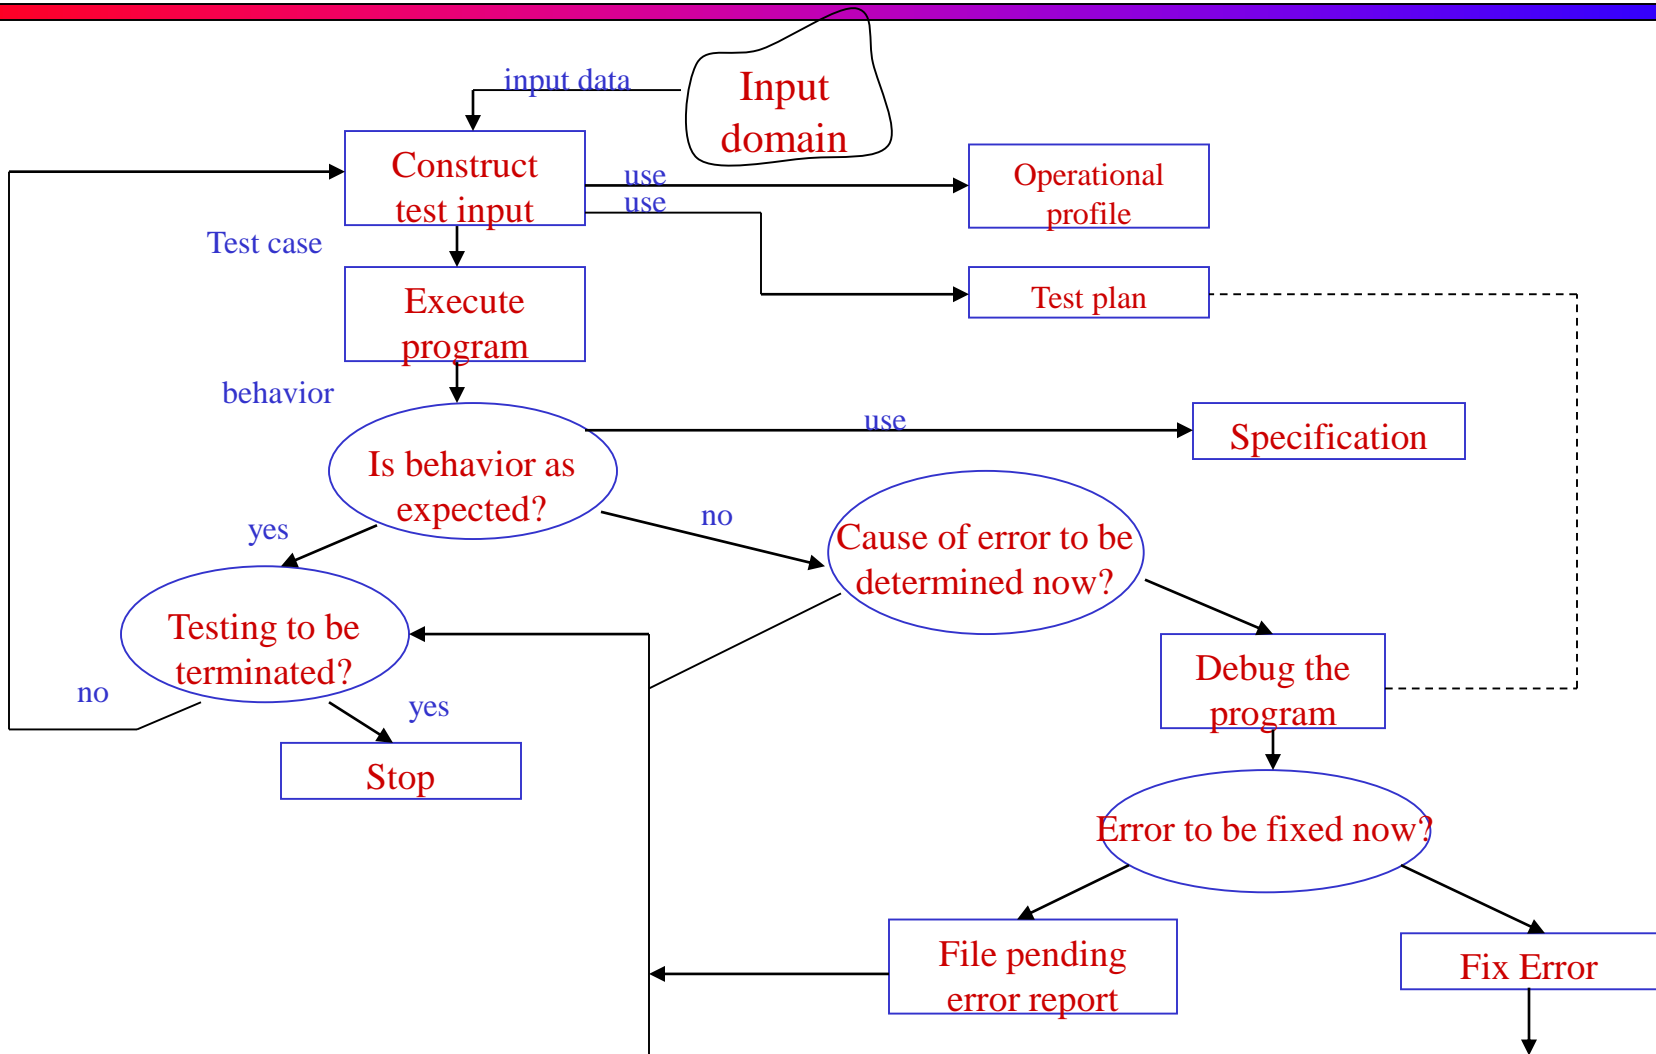 input data
Input
domain
Construct
test input
use
use
Operational
profile
Test case
Execute
program
Test plan
behavior
use
Specification
Is behavior as
expected?
yes
no
Cause of error to be
determined now?
Testing to be
terminated?
no
yes
Debug the
program
Stop
Error to be fixed now?
File pending
error report
Fix Error